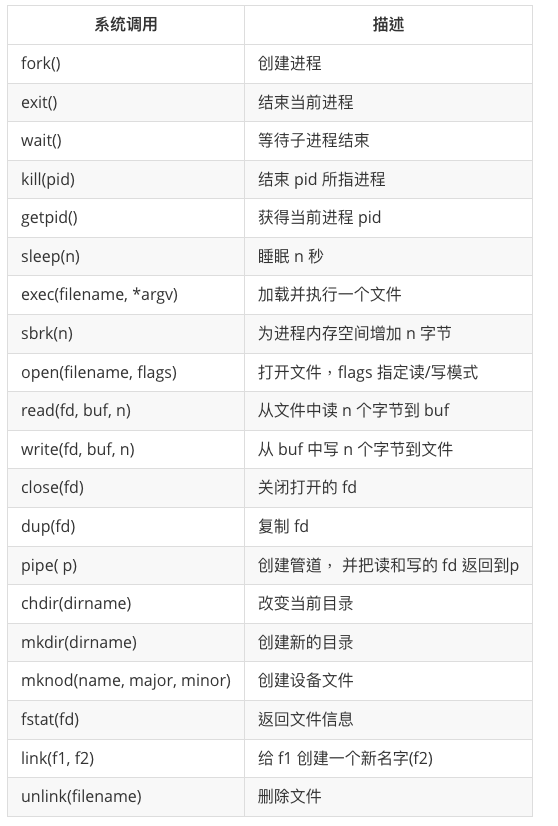 系统调用 描述
fork() 创建进程
exit() 结束当前进程
wait() 等待子进程结束
kill(pid) 结束 pid 所指进程
getpid() 获得当前进程 pid
sleep(n) 睡眠 n 秒
exec(filename, *argv) 加载并执行一个文件
sbrk(n) 为进程内存空间增加 n 字节
open(filename, flags) 打开文件，flags 指定读/写模式
read(fd, buf, n) 从文件中读 n 个字节到 buf
write(fd, buf, n) 从 buf 中写 n 个字节到文件
close(fd) 关闭打开的 fd
dup(fd) 复制 fd
pipe( p) 创建管道， 并把读和写的 fd 返回到p
chdir(dirname) 改变当前目录
mkdir(dirname) 创建新的目录
mknod(name, major, minor) 创建设备文件
fstat(fd) 返回文件信息
link(f1, f2) 给 f1 创建一个新名字(f2)
unlink(filename) 删除文件